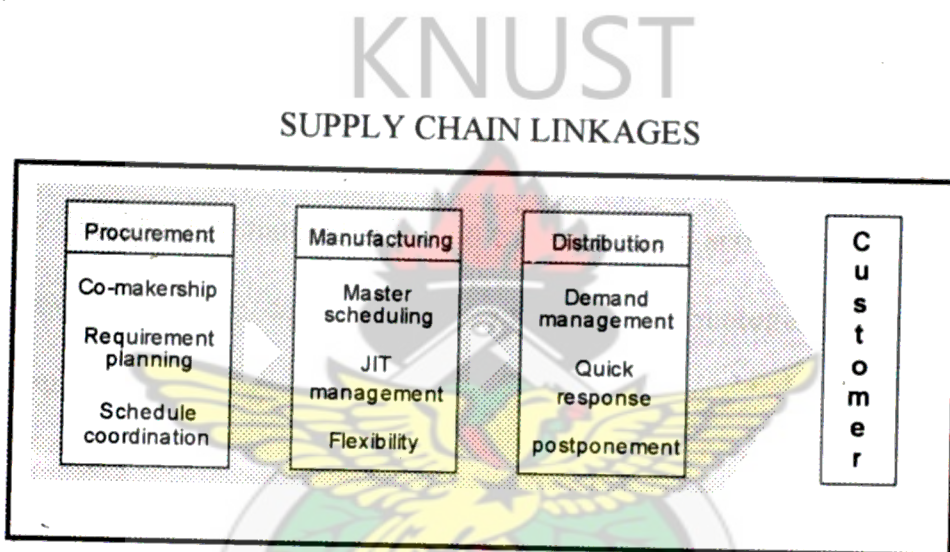 KNUST
SUPPLY CHAIN LINKAGES
Procurement
Co-makership
Requirement
planning
Schedule
coordination
Manufacturing
Master
scheduling
JIT
management
Flexibility
Distribution
Demand
management
Quick
response
postponement
Customer